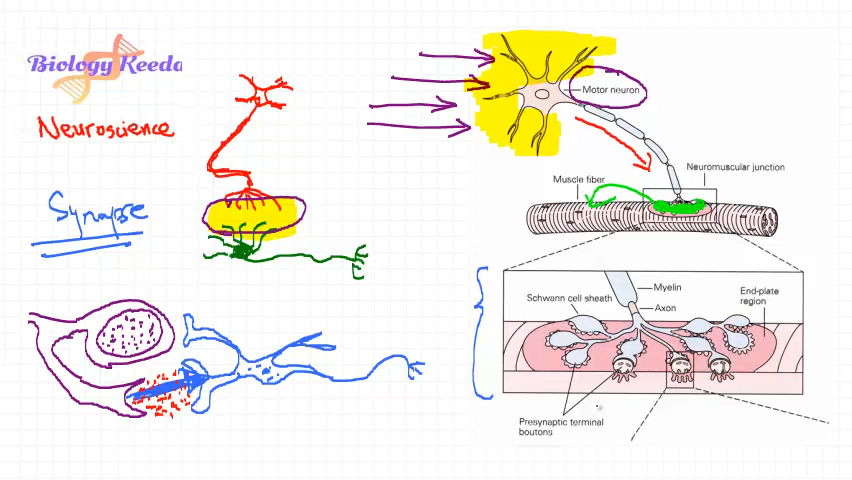 Biology Reeda
Neuroscience
Synapse
Motor neuron
Neuromuscular junction
Muscle fiber
Myelin
Schwann cell sheath
Axon
End-plate
region
Presynaptic terminal
boutons